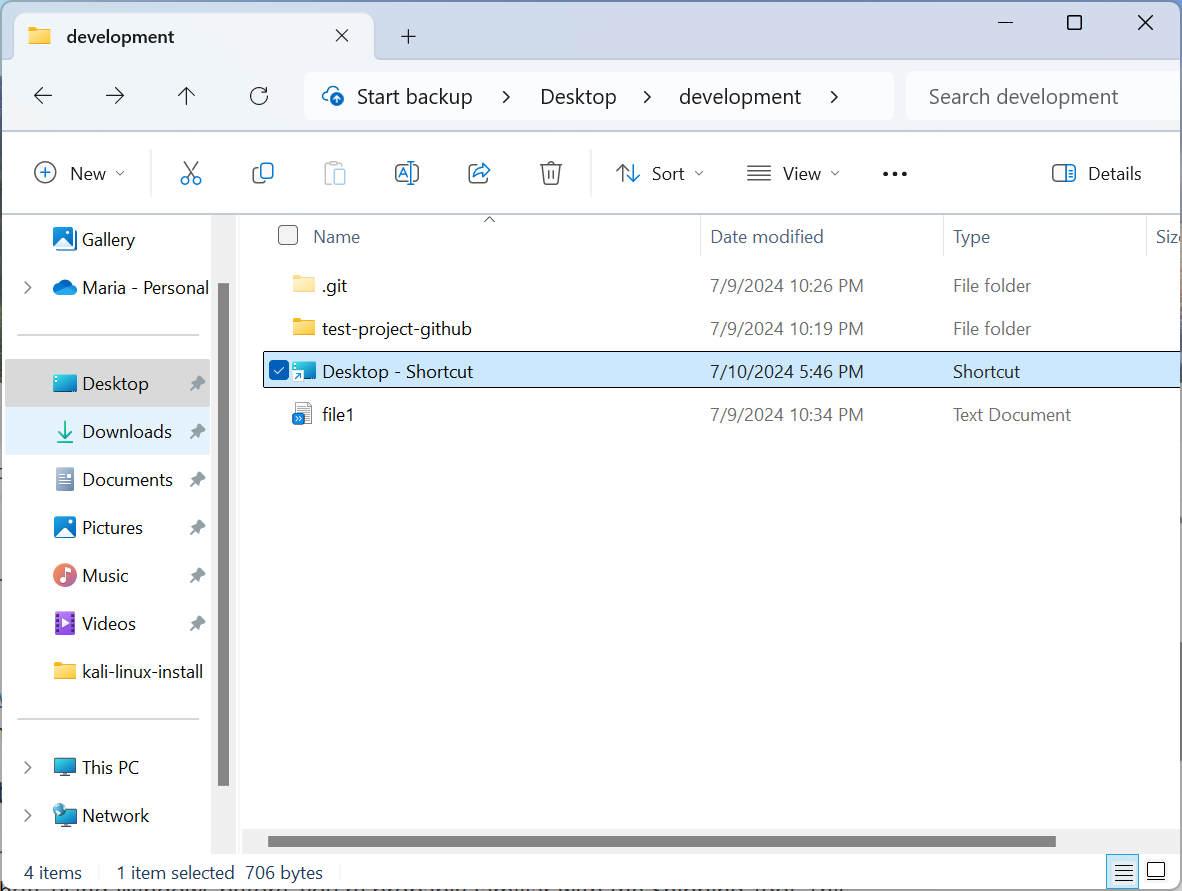 development
Start backup > Desktop > development >
Search development
New
Sort
View
Details
Gallery
Maria - Personal
Desktop
Downloads
Documents
Pictures
Music
Videos
kali-linux-install
This PC
Network
Name Date modified Type
.git 7/9/2024 10:26 PM File folder
test-project-github 7/9/2024 10:19 PM File folder
Desktop - Shortcut 7/10/2024 5:46 PM Shortcut
file1 7/9/2024 10:34 PM Text Document
4 items 1 item selected 706 bytes